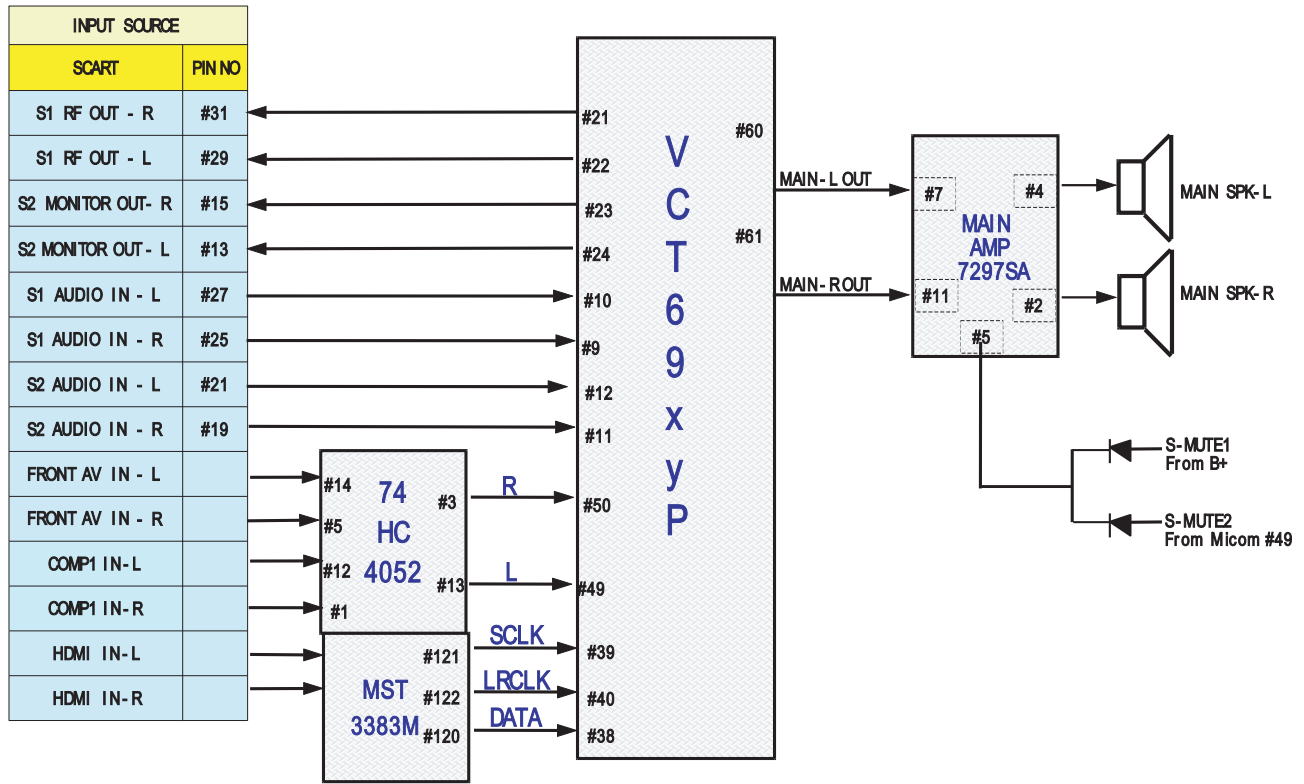 INPUT SOURCE
SCART PIN NO
S1 RF OUT - R #31
S1 RF OUT - L #29
S2 MONITOR OUT- R #15
S2 MONITOR OUT- L #13
S1 AUDIO IN - L #27
S1 AUDIO IN - R #25
S2 AUDIO IN - L #21
S2 AUDIO IN - R #19
FRONT AV IN - L
FRONT AV IN - R
COMP1 IN-L
COMP1 IN-R
HDMI IN-L
HDMI IN-R
#14
#5
#12
#1
74
HC
4052
#3
#13
R
L
MST
3383M
#121
#122
#120
SCLK
LRCLK
DATA
#21
#22
#23
#24
#10
#9
#12
#11
#50
#49
#39
#40
#38
VCT69xyP
#60
#61
MAIN-L OUT
MAIN-R OUT
#7
#11
MAIN
AMP
7297SA
#4
#2
#5
MAIN SPK-L
MAIN SPK-R
S-MUTE1
From B+
S-MUTE2
From Micom #49